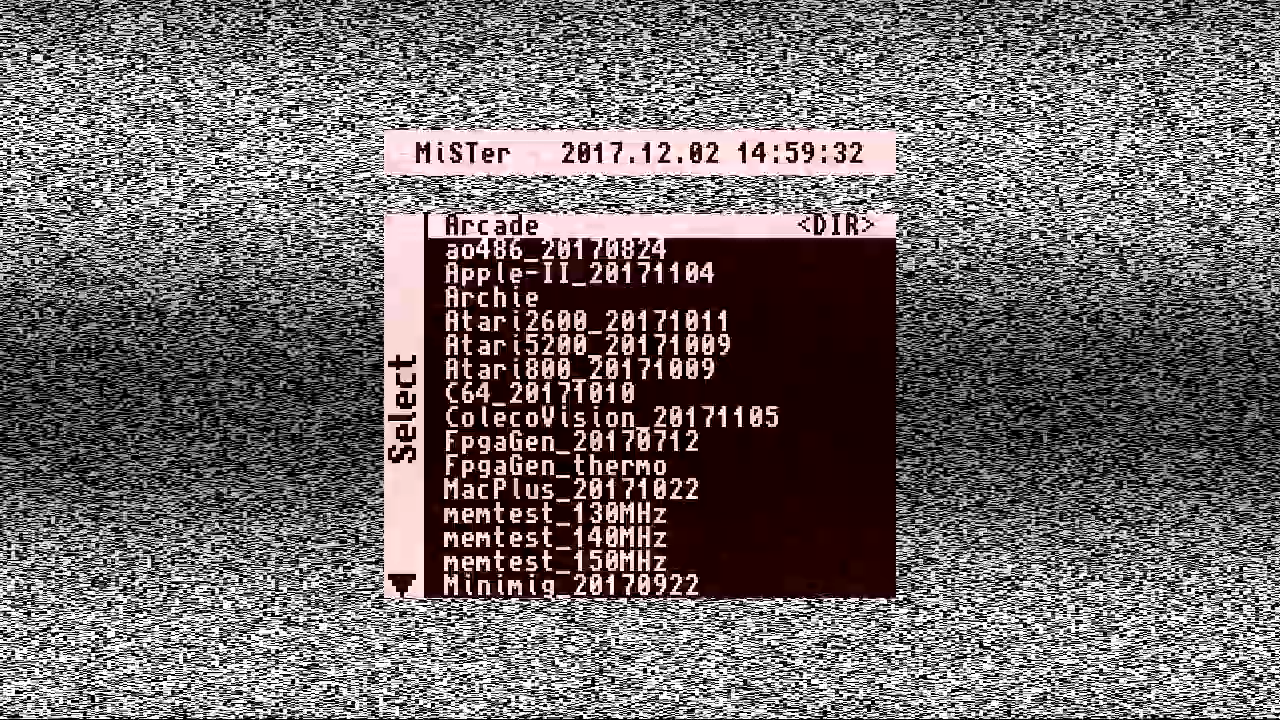 MiSTer 2017.12.02 14:59:32
Select
Arcade <DIR>
ao486_20170824
Apple-II_20171104
Archie
Atari2600_20171011
Atari5200_20171009
Atari800_20171009
C64_20171010
ColecoVision_20171105
FpgaGen_20170712
FpgaGen_thermo
MacPlus_20171022
memtest_130MHz
memtest_140MHz
memtest_150MHz
Minimig_20170922